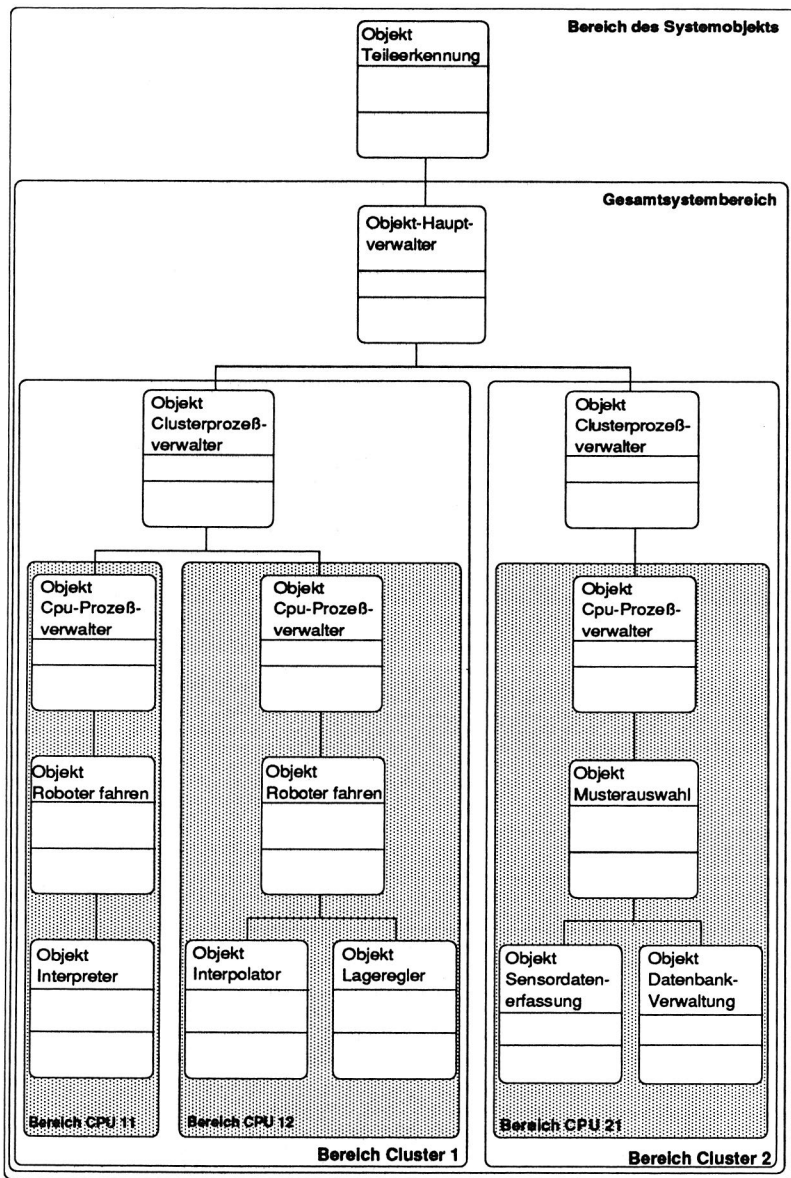 Bereich des Systemobjekts
Objekt
Teileerkennung
Gesamtsystembereich
Objekt-Haupt-
verwalter
Objekt
Clusterprozeß-
verwalter
Objekt
Clusterprozeß-
verwalter
Objekt
Cpu-Prozeß-
verwalter
Objekt
Cpu-Prozeß-
verwalter
Objekt
Cpu-Prozeß-
verwalter
Objekt
Roboter fahren
Objekt
Roboter fahren
Objekt
Musterauswahl
Objekt
Interpreter
Objekt
Interpolator
Objekt
Lageregler
Objekt
Sensordaten-
erfassung
Objekt
Datenbank-
Verwaltung
Bereich CPU 11
Bereich CPU 12
Bereich CPU 21
Bereich Cluster 1
Bereich Cluster 2